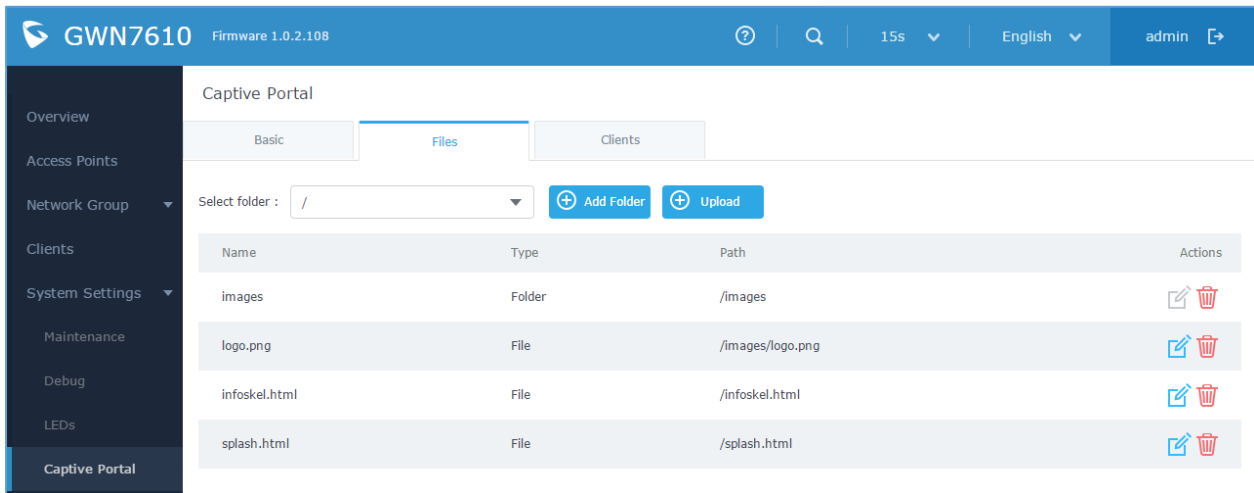 GWN7610 Firmware 1.0.2.108 15s English admin
Overview
Access Points
Network Group
Clients
System Settings
Maintenance
Debug
LEDs
Captive Portal
Captive Portal
Basic Files Clients
Select folder : / Add Folder Upload
Name Type Path Actions
images Folder /images
logo.png File /images/logo.png
infoskel.html File /infoskel.html
splash.html File /splash.html